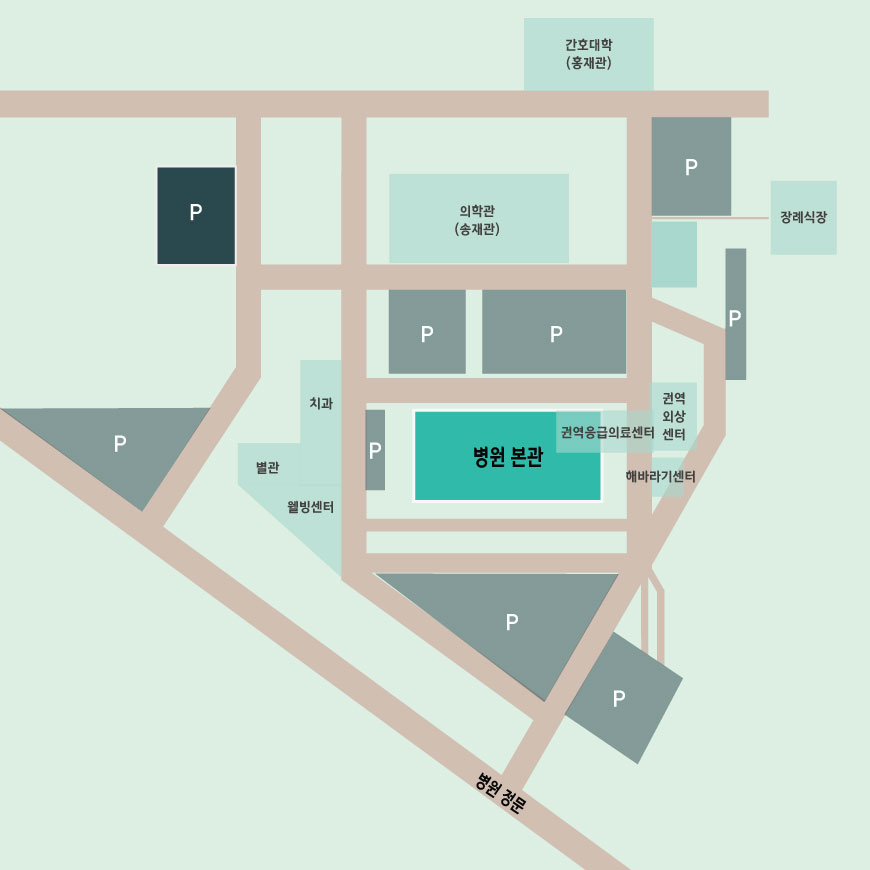 간호대학
(홍재관)
P
P
의학관
(송재관)
장례식장
P
P
P
치과
권역
외상
센터
권역응급의료센터
P
P
병원 본관
별관
해바라기센터
웰빙센터
P
P
병원 정문